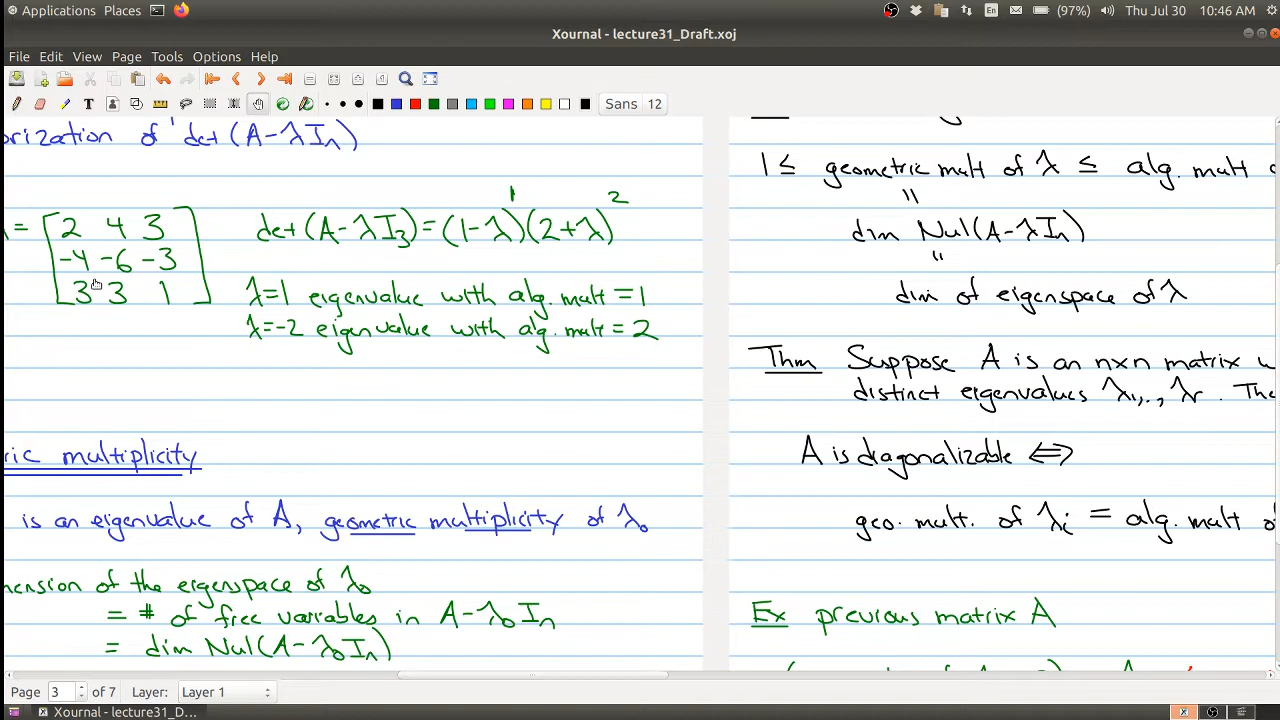 Applications Places Thu Jul 30 10:46 AM
(97%)
Xournal - lecture31_Draft.xoj
File Edit View Page Tools Options Help
Sans 12
orization of det(A-λIn)
= [2 4 3
-4 -6 -3
3 3 1]
det(A-λI3) = (1-λ)^1(2+λ)^2
λ=1 eigenvalue with alg. mult = 1
λ=-2 eigenvalue with alg. mult = 2
ric multiplicity
is an eigenvalue of A, geometric multiplicity of λ0
mension of the eigenspace of λ0
= # of free variables in A-λ0In
= dim Nul(A-λ0In)
1 ≤ geometric mult of λ ≤ alg. mult
=
dim Nul(A-λIn)
=
dim of eigenspace of λ
Thm Suppose A is an nxn matrix
distinct eigenvalues λ1,..,λr. The
A is diagonalizable ⟺
geo. mult. of λi = alg. mult
Ex previous matrix A
Page 3 of 7 Layer: Layer 1
Xournal - lecture31_D...